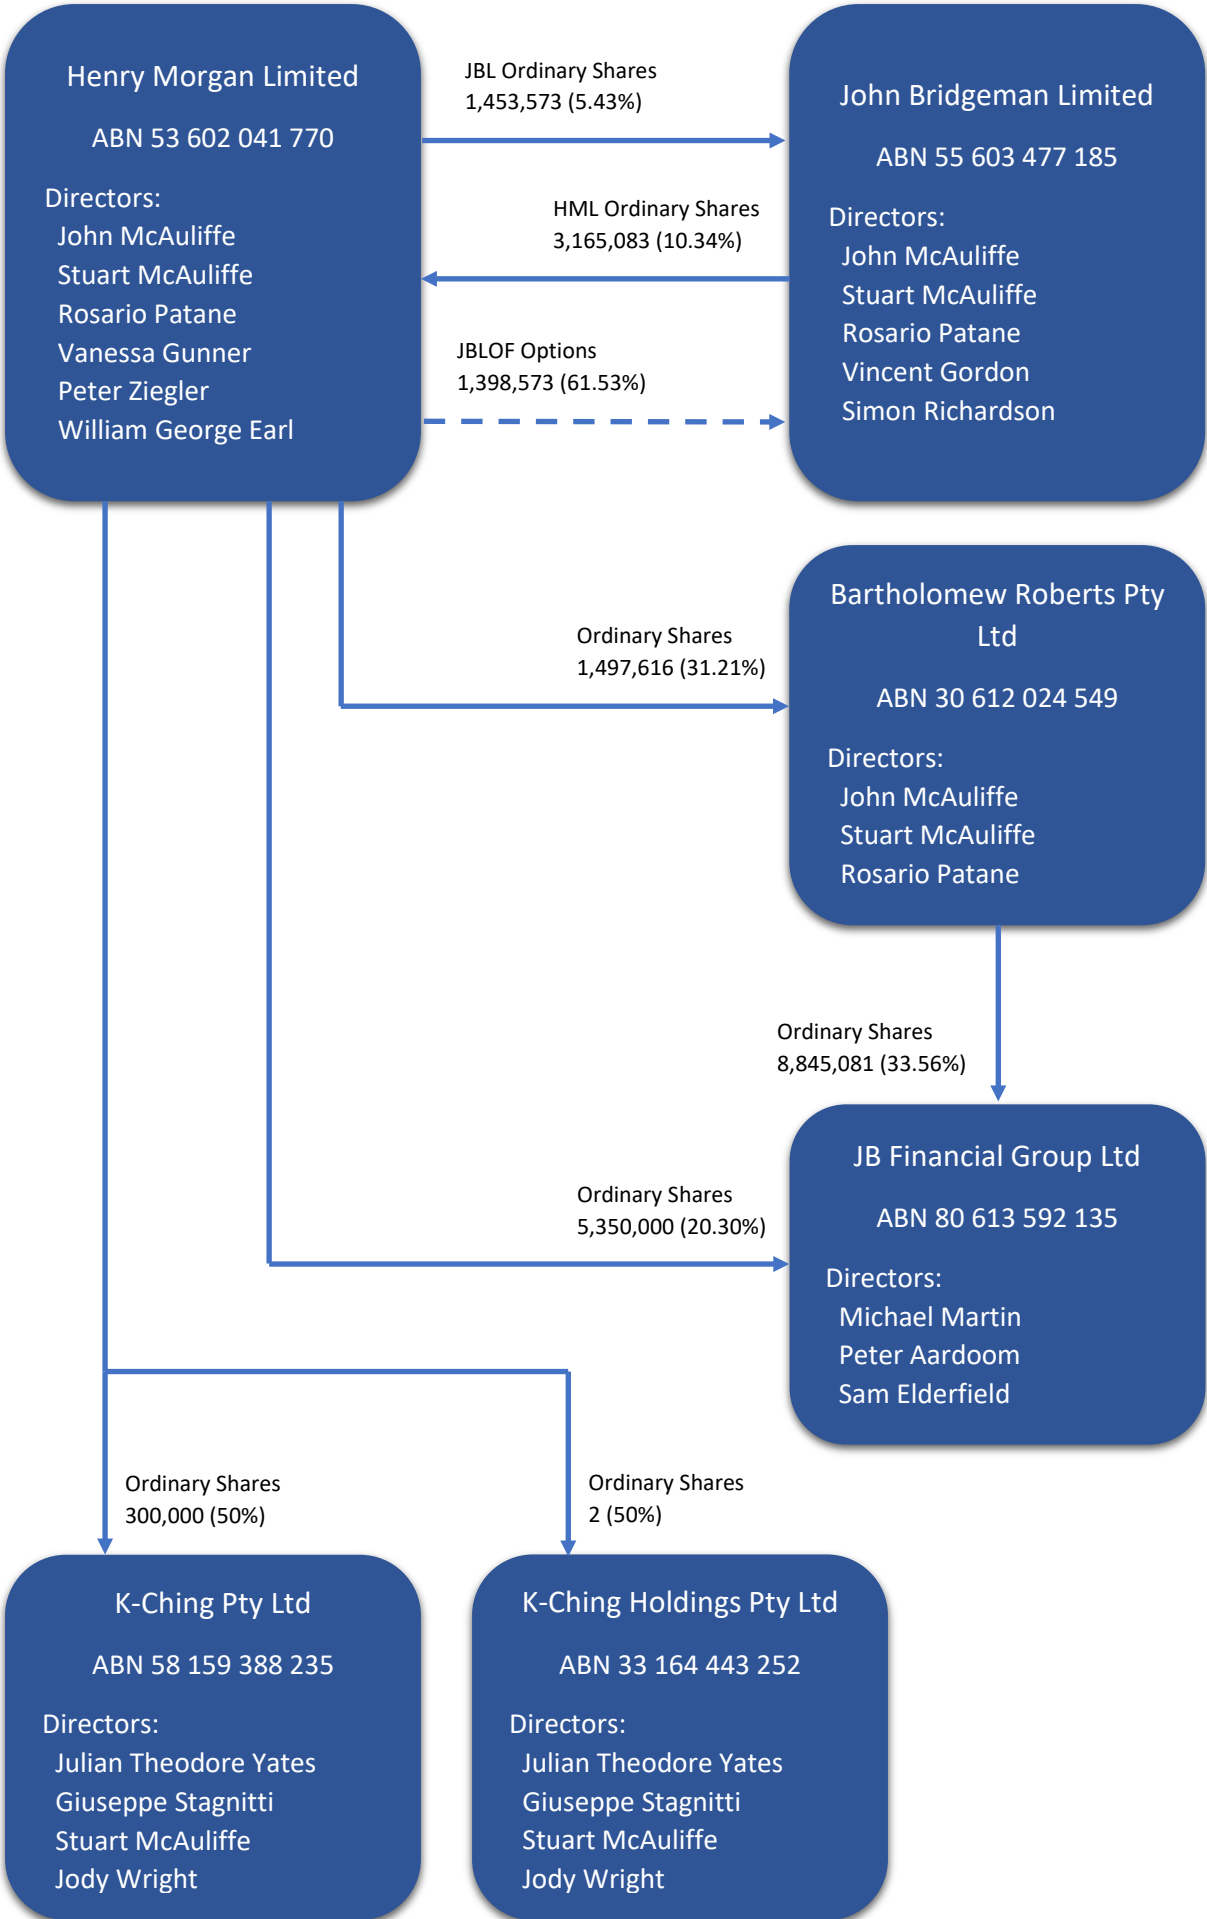 Henry Morgan Limited
ABN 53 602 041 770
Directors:
John McAuliffe
Stuart McAuliffe
Rosario Patane
Vanessa Gunner
Peter Ziegler
William George Earl
JBL Ordinary Shares
1,453,573 (5.43%)
HML Ordinary Shares
3,165,083 (10.34%)
JBLOF Options
1,398,573 (61.53%)
John Bridgeman Limited
ABN 55 603 477 185
Directors:
John McAuliffe
Stuart McAuliffe
Rosario Patane
Vincent Gordon
Simon Richardson
Ordinary Shares
1,497,616 (31.21%)
Bartholomew Roberts Pty
Ltd
ABN 30 612 024 549
Directors:
John McAuliffe
Stuart McAuliffe
Rosario Patane
Ordinary Shares
8,845,081 (33.56%)
Ordinary Shares
5,350,000 (20.30%)
JB Financial Group Ltd
ABN 80 613 592 135
Directors:
Michael Martin
Peter Aardoom
Sam Elderfield
Ordinary Shares
300,000 (50%)
Ordinary Shares
2 (50%)
K-Ching Pty Ltd
ABN 58 159 388 235
Directors:
Julian Theodore Yates
Giuseppe Stagnitti
Stuart McAuliffe
Jody Wright
K-Ching Holdings Pty Ltd
ABN 33 164 443 252
Directors:
Julian Theodore Yates
Giuseppe Stagnitti
Stuart McAuliffe
Jody Wright